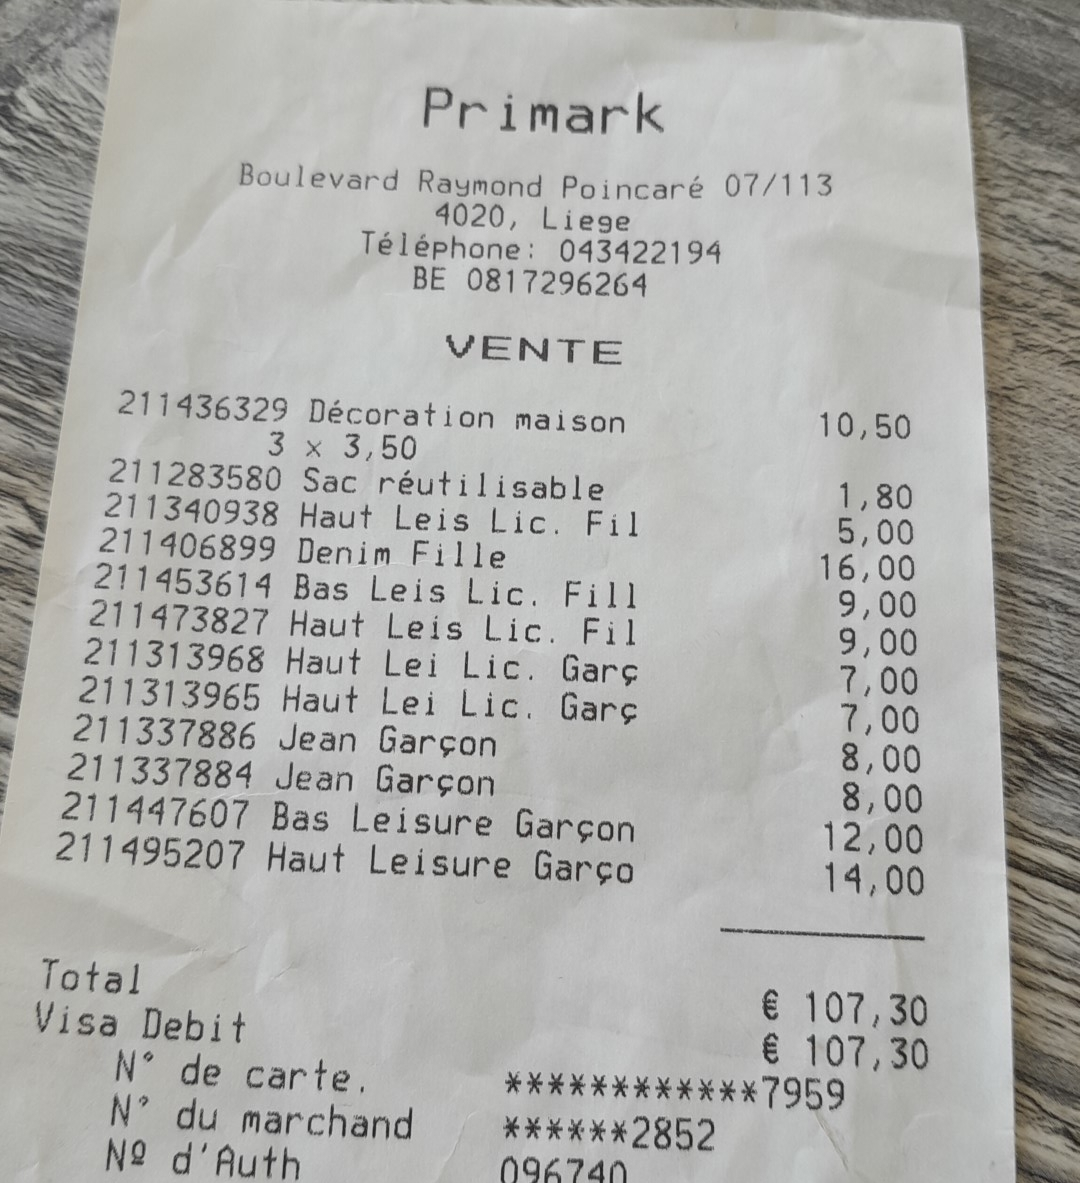 Primark
Boulevard Raymond Poincaré 07/113
4020, Liege
Téléphone: 043422194
BE 0817296264
VENTE
211436329 Décoration maison 10,50
3 x 3,50
211283580 Sac réutilisable 1,80
211340938 Haut Leis Lic. Fil 5,00
211406899 Denim Fille 16,00
211453614 Bas Leis Lic. Fill 9,00
211473827 Haut Leis Lic. Fil 9,00
211313968 Haut Lei Lic. Garç 7,00
211313965 Haut Lei Lic. Garç 7,00
211337886 Jean Garçon 8,00
211337884 Jean Garçon 8,00
211447607 Bas Leisure Garçon 12,00
211495207 Haut Leisure Garço 14,00
Total € 107,30
Visa Debit € 107,30
N° de carte. ************7959
N° du marchand ******2852
Nº d'Auth 096740